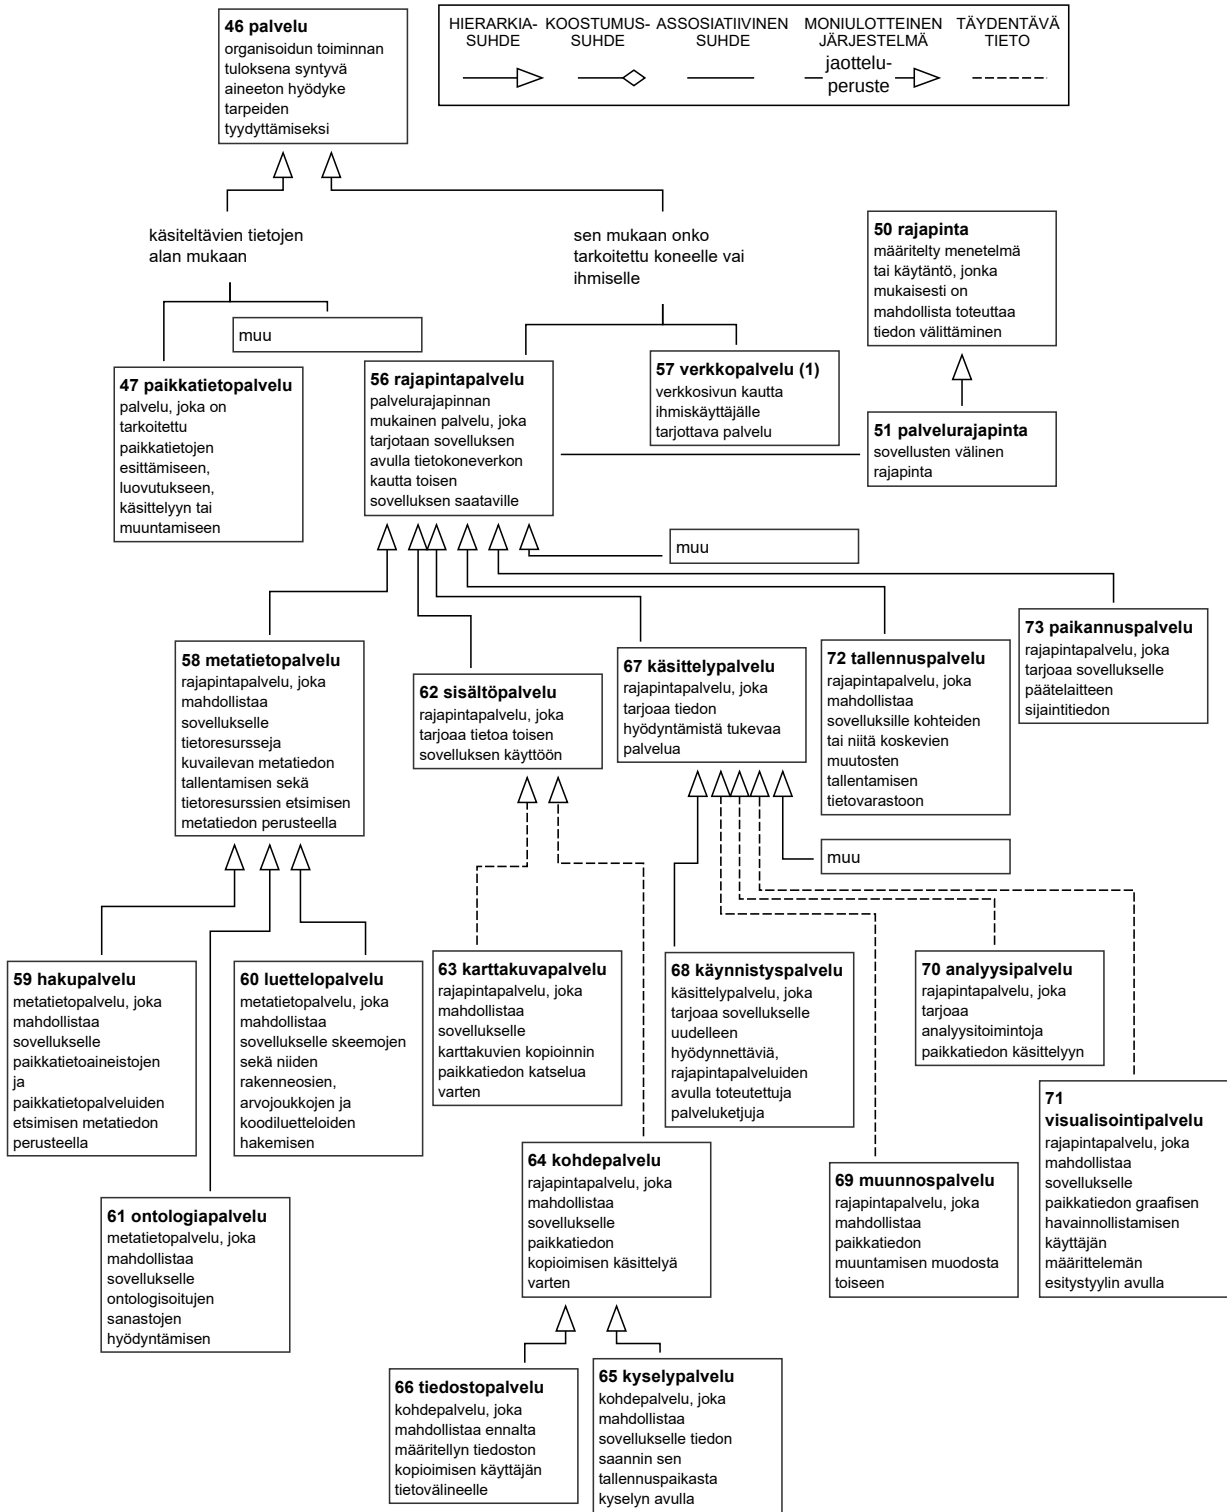 46 palvelu
organisoidun toiminnan
tuloksena syntyvä
aineeton hyödyke
tarpeiden
tyydyttämiseksi
HIERARKIA-
SUHDE
KOOSTUMUS-
SUHDE
ASSOSIATIIVINEN
SUHDE
MONIULOTTEINEN
JÄRJESTELMÄ
jaottelu-
peruste
TÄYDENTÄVÄ
TIETO
käsiteltävien tietojen
alan mukaan
sen mukaan onko
tarkoitettu koneelle vai
ihmiselle
50 rajapinta
määritelty menetelmä
tai käytäntö, jonka
mukaisesti on
mahdollista toteuttaa
tiedon välittäminen
muu
47 paikkatietopalvelu
palvelu, joka on
tarkoitettu
paikkatietojen
esittämiseen,
luovutukseen,
käsittelyyn tai
muuntamiseen
56 rajapintapalvelu
palvelurajapinnan
mukainen palvelu, joka
tarjotaan sovelluksen
avulla tietokoneverkon
kautta toisen
sovelluksen saataville
57 verkkopalvelu (1)
verkkosivun kautta
ihmiskäyttäjälle
tarjottava palvelu
51 palvelurajapinta
sovellusten välinen
rajapinta
muu
58 metatietopalvelu
rajapintapalvelu, joka
mahdollistaa
sovellukselle
tietoresursseja
kuvailevan metatiedon
tallentamisen sekä
tietoresurssien etsimisen
metatiedon perusteella
62 sisältöpalvelu
rajapintapalvelu, joka
tarjoaa tietoa toisen
sovelluksen käyttöön
67 käsittelypalvelu
rajapintapalvelu, joka
tarjoaa tiedon
hyödyntämistä tukevaa
palvelua
72 tallennuspalvelu
rajapintapalvelu, joka
mahdollistaa
sovelluksille kohteiden
tai niitä koskevien
muutosten
tallentamisen
tietovarastoon
73 paikannuspalvelu
rajapintapalvelu, joka
tarjoaa sovellukselle
päätelaitteen
sijaintitiedon
muu
59 hakupalvelu
metatietopalvelu, joka
mahdollistaa
sovellukselle
paikkatietoaineistojen
ja
paikkatietopalveluiden
etsimisen metatiedon
perusteella
60 luettelopalvelu
metatietopalvelu, joka
mahdollistaa
sovellukselle skeemojen
sekä niiden
rakenneosien,
arvojoukkojen ja
koodiluetteloiden
hakemisen
63 karttakuvapalvelu
rajapintapalvelu, joka
mahdollistaa
sovellukselle
karttakuvien kopioinnin
paikkatiedon katselua
varten
68 käynnistyspalvelu
käsittelypalvelu, joka
tarjoaa sovellukselle
uudelleen
hyödynnettäviä,
rajapintapalveluiden
avulla toteutettuja
palveluketjuja
70 analyysipalvelu
rajapintapalvelu, joka
tarjoaa
analyysitoimintoja
paikkatiedon käsittelyyn
71
visualisointipalvelu
rajapintapalvelu, joka
mahdollistaa
sovellukselle
paikkatiedon graafisen
havainnollistamisen
käyttäjän
määrittelemän
esitystyylin avulla
64 kohdepalvelu
rajapintapalvelu, joka
mahdollistaa
sovellukselle
paikkatiedon
kopioimisen käsittelyä
varten
69 muunnospalvelu
rajapintapalvelu, joka
mahdollistaa
paikkatiedon
muuntamisen muodosta
toiseen
61 ontologiapalvelu
metatietopalvelu, joka
mahdollistaa
sovellukselle
ontologisoitujen
sanastojen
hyödyntämisen
66 tiedostopalvelu
kohdepalvelu, joka
mahdollistaa ennalta
määritellyn tiedoston
kopioimisen käyttäjän
tietovälineelle
65 kyselypalvelu
kohdepalvelu, joka
mahdollistaa
sovellukselle tiedon
saannin sen
tallennuspaikasta
kyselyn avulla